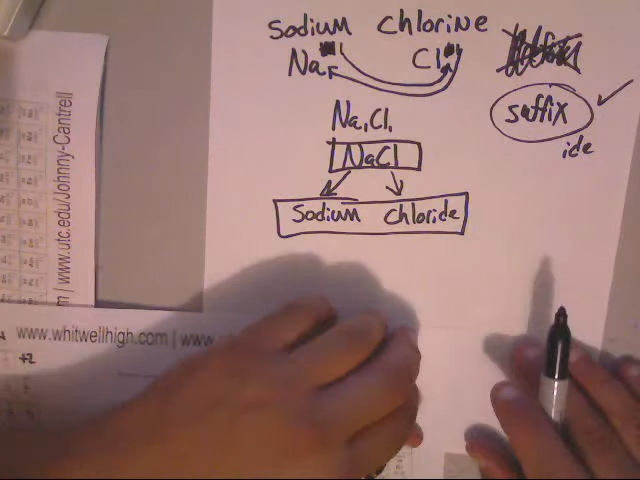 Sodium Chlorine
Na Cl
suffix
ide
Na₁Cl₁
NaCl
Sodium Chloride
| www.utc.edu/Johnny-Cantrell
www.whitwellhigh.com | www
+2